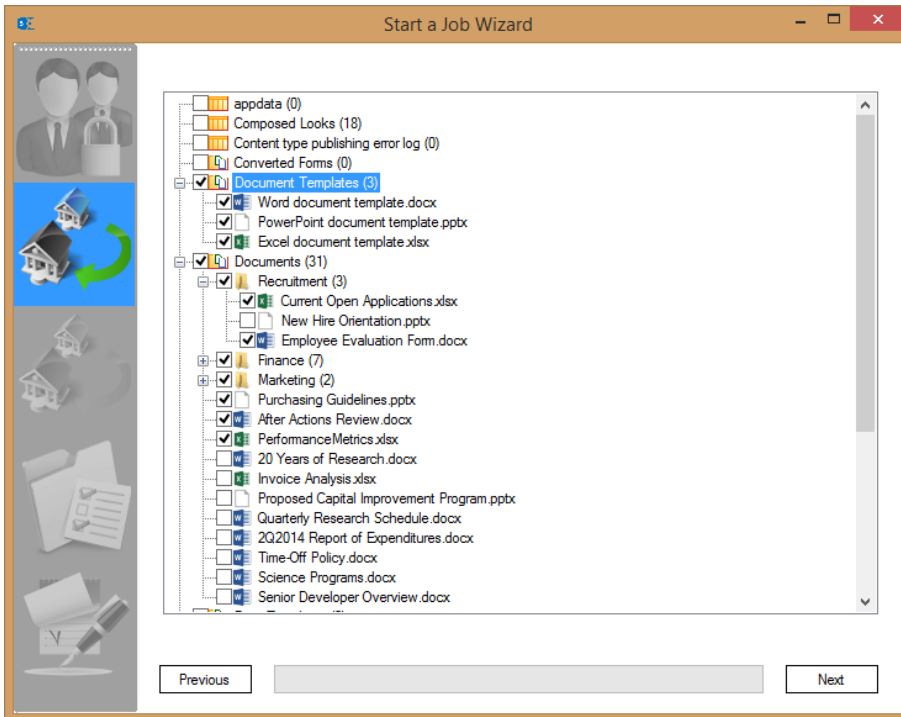 Start a Job Wizard
appdata (0)
Composed Looks (18)
Content type publishing error log (0)
Converted Forms (0)
Document Templates (3)
Word document template.docx
PowerPoint document template.pptx
Excel document template.xlsx
Documents (31)
Recruitment (3)
Current Open Applications.xlsx
New Hire Orientation.pptx
Employee Evaluation Form.docx
Finance (7)
Marketing (2)
Purchasing Guidelines.pptx
After Actions Review.docx
PerformanceMetrics.xlsx
20 Years of Research.docx
Invoice Analysis.xlsx
Proposed Capital Improvement Program.pptx
Quarterly Research Schedule.docx
2Q2014 Report of Expenditures.docx
Time-Off Policy.docx
Science Programs.docx
Senior Developer Overview.docx
Previous
Next